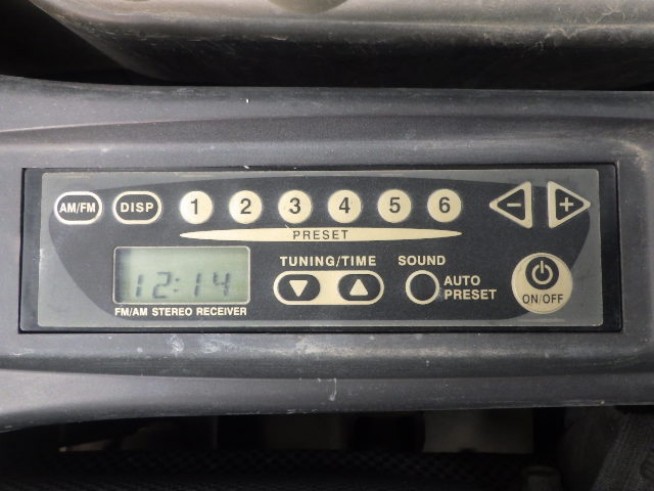 AM/FM DISP 1 2 3 4 5 6 − +
PRESET
TUNING/TIME SOUND
AUTO
PRESET
12:14
ON/OFF
FM/AM STEREO RECEIVER